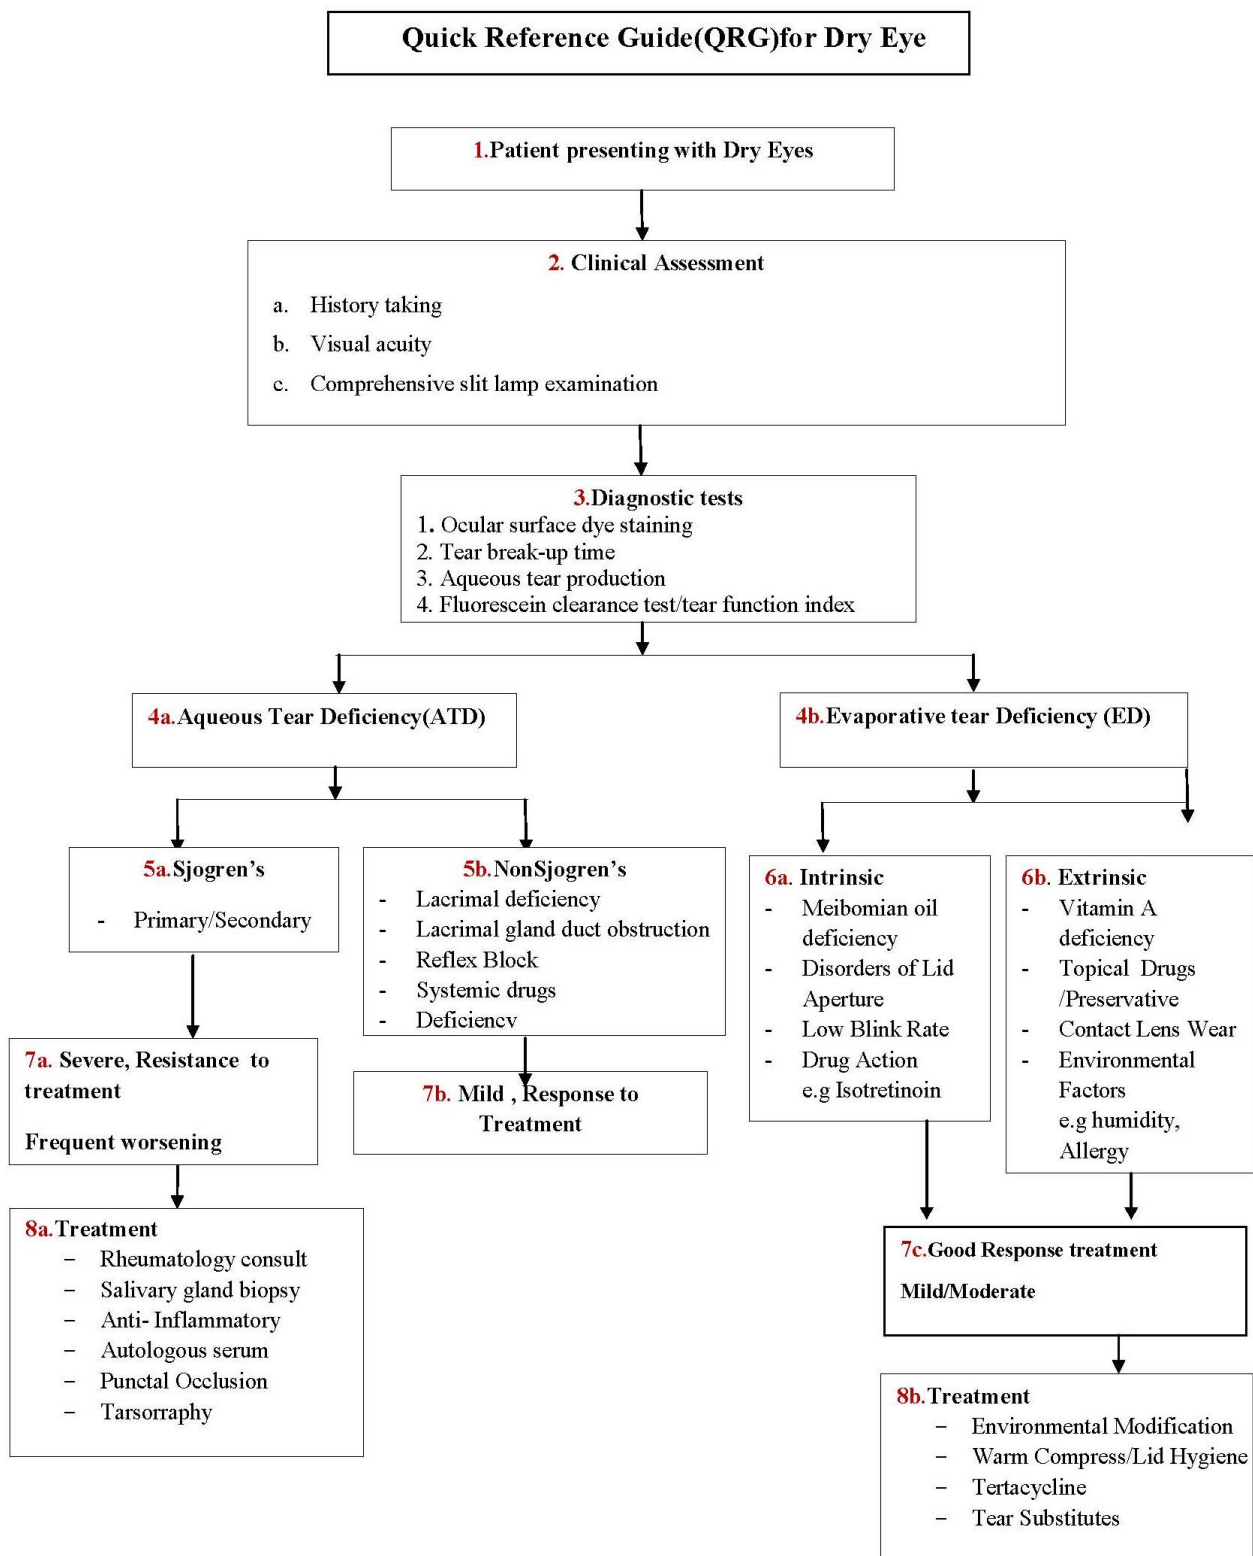 Quick Reference Guide(QRG)for Dry Eye
1.Patient presenting with Dry Eyes
2. Clinical Assessment
a. History taking
b. Visual acuity
c. Comprehensive slit lamp examination
3.Diagnostic tests
1. Ocular surface dye staining
2. Tear break-up time
3. Aqueous tear production
4. Fluorescein clearance test/tear function index
4a.Aqueous Tear Deficiency(ATD)
4b.Evaporative tear Deficiency (ED)
5a.Sjogren's
- Primary/Secondary
5b.NonSjogren's
- Lacrimal deficiency
- Lacrimal gland duct obstruction
- Reflex Block
- Systemic drugs
- Deficiency
6a. Intrinsic
- Meibomian oil
deficiency
- Disorders of Lid
Aperture
- Low Blink Rate
- Drug Action
e.g Isotretinoin
6b. Extrinsic
- Vitamin A
deficiency
- Topical Drugs
/Preservative
- Contact Lens Wear
- Environmental
Factors
e.g humidity,
Allergy
7a. Severe, Resistance to
treatment
Frequent worsening
7b. Mild , Response to
Treatment
7c.Good Response treatment
Mild/Moderate
8a.Treatment
– Rheumatology consult
– Salivary gland biopsy
– Anti- Inflammatory
– Autologous serum
– Punctal Occlusion
– Tarsorraphy
8b.Treatment
– Environmental Modification
– Warm Compress/Lid Hygiene
– Tertacycline
– Tear Substitutes